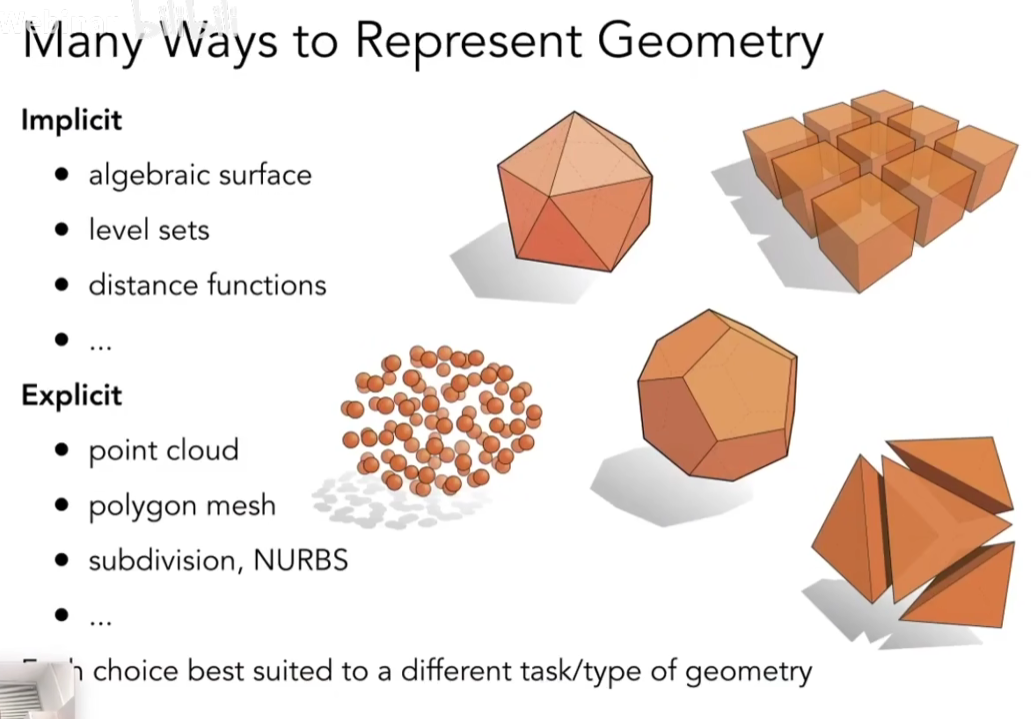 Many Ways to Represent Geometry
Implicit
• algebraic surface
• level sets
• distance functions
• ...
Explicit
• point cloud
• polygon mesh
• subdivision, NURBS
• ...
choice best suited to a different task/type of geometry